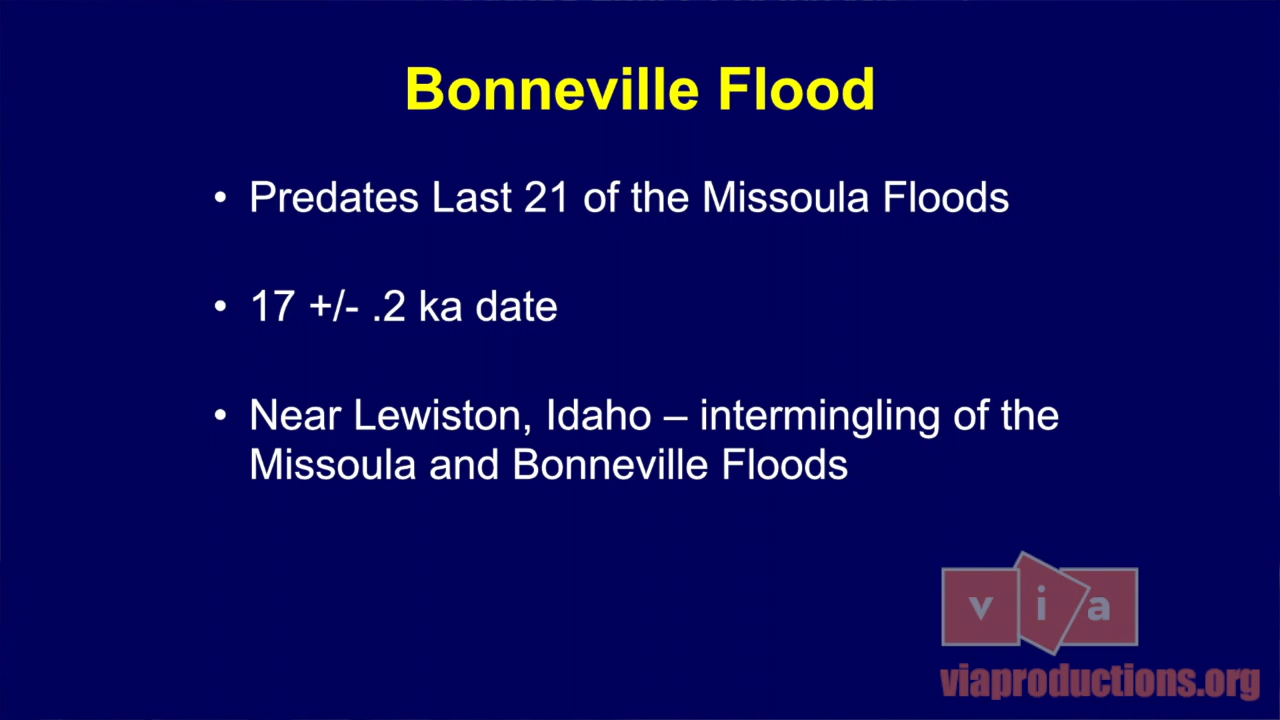 Bonneville Flood
• Predates Last 21 of the Missoula Floods
• 17 +/- .2 ka date
• Near Lewiston, Idaho – intermingling of the
Missoula and Bonneville Floods
via
viaproductions.org